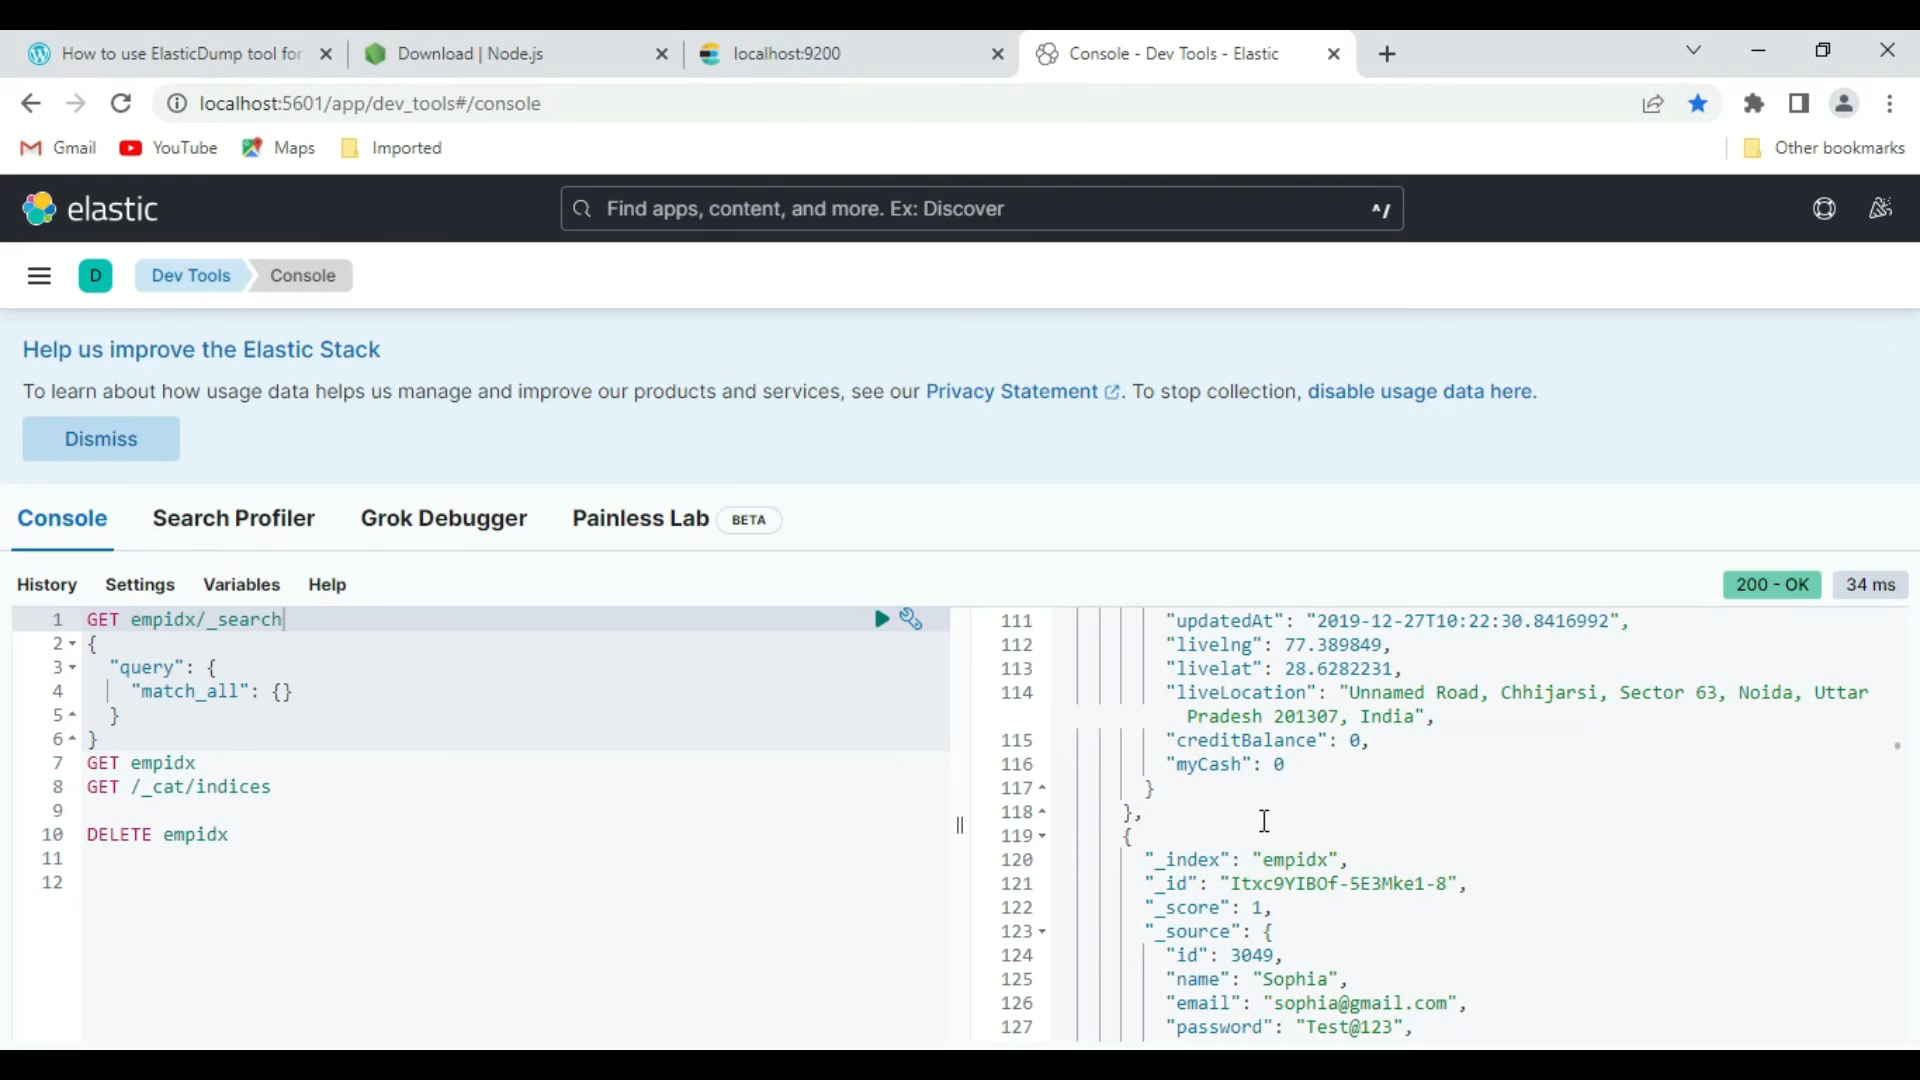 How to use ElasticDump tool for
Download | Node.js
localhost:9200
Console - Dev Tools - Elastic
localhost:5601/app/dev_tools#/console
Gmail
YouTube
Maps
Imported
Other bookmarks
elastic
Find apps, content, and more. Ex: Discover
^/
D
Dev Tools
Console
Help us improve the Elastic Stack
To learn about how usage data helps us manage and improve our products and services, see our Privacy Statement. To stop collection, disable usage data here.
Dismiss
Console
Search Profiler
Grok Debugger
Painless Lab
BETA
History
Settings
Variables
Help
200 - OK
34 ms
1 GET empidx/_search
2 {
3 "query": {
4 "match_all": {}
5 }
6 }
7 GET empidx
8 GET /_cat/indices
9
10 DELETE empidx
11
12
111 "updatedAt": "2019-12-27T10:22:30.8416992",
112 "livelng": 77.389849,
113 "livelat": 28.6282231,
114 "liveLocation": "Unnamed Road, Chhijarsi, Sector 63, Noida, Uttar
Pradesh 201307, India",
115 "creditBalance": 0,
116 "myCash": 0
117 }
118 },
119 {
120 "_index": "empidx",
121 "_id": "Itxc9YIBOf-5E3Mke1-8",
122 "_score": 1,
123 "_source": {
124 "id": 3049,
125 "name": "Sophia",
126 "email": "sophia@gmail.com",
127 "password": "Test@123",